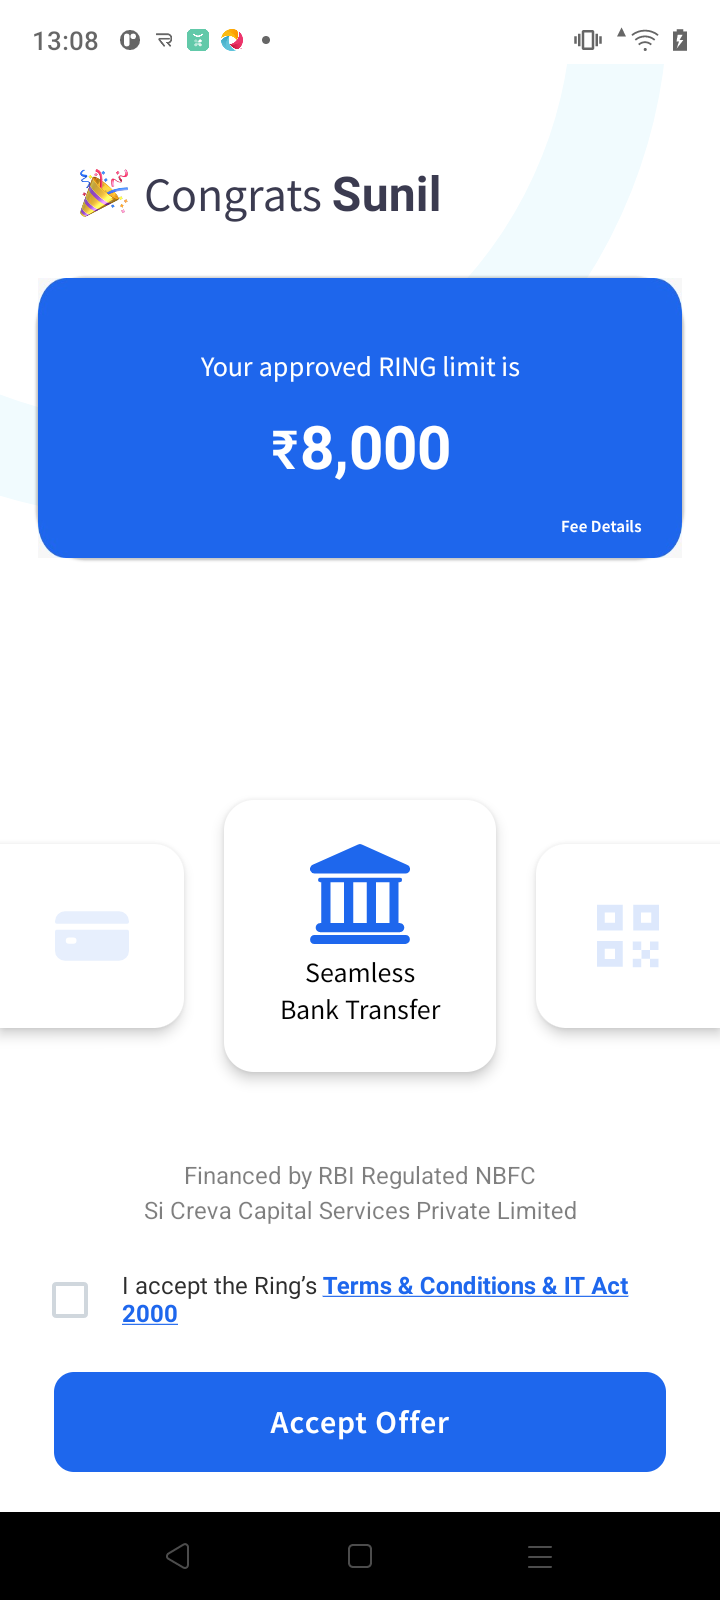 13:08
Congrats Sunil
Your approved RING limit is
₹8,000
Fee Details
Seamless
Bank Transfer
Financed by RBI Regulated NBFC
Si Creva Capital Services Private Limited
I accept the Ring’s Terms & Conditions & IT Act
2000
Accept Offer